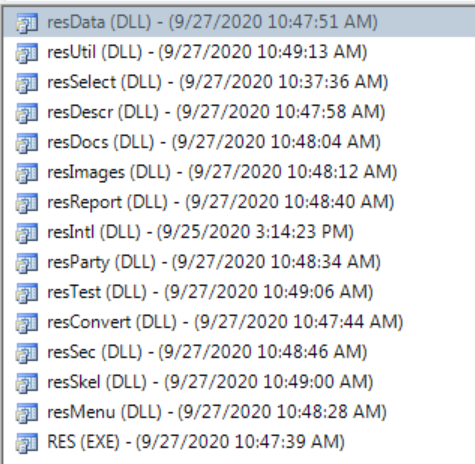 resData (DLL) - (9/27/2020 10:47:51 AM)
resUtil (DLL) - (9/27/2020 10:49:13 AM)
resSelect (DLL) - (9/27/2020 10:37:36 AM)
resDescr (DLL) - (9/27/2020 10:47:58 AM)
resDocs (DLL) - (9/27/2020 10:48:04 AM)
resImages (DLL) - (9/27/2020 10:48:12 AM)
resReport (DLL) - (9/27/2020 10:48:40 AM)
resIntl (DLL) - (9/25/2020 3:14:23 PM)
resParty (DLL) - (9/27/2020 10:48:34 AM)
resTest (DLL) - (9/27/2020 10:49:06 AM)
resConvert (DLL) - (9/27/2020 10:47:44 AM)
resSec (DLL) - (9/27/2020 10:48:46 AM)
resSkel (DLL) - (9/27/2020 10:49:00 AM)
resMenu (DLL) - (9/27/2020 10:48:28 AM)
RES (EXE) - (9/27/2020 10:47:39 AM)